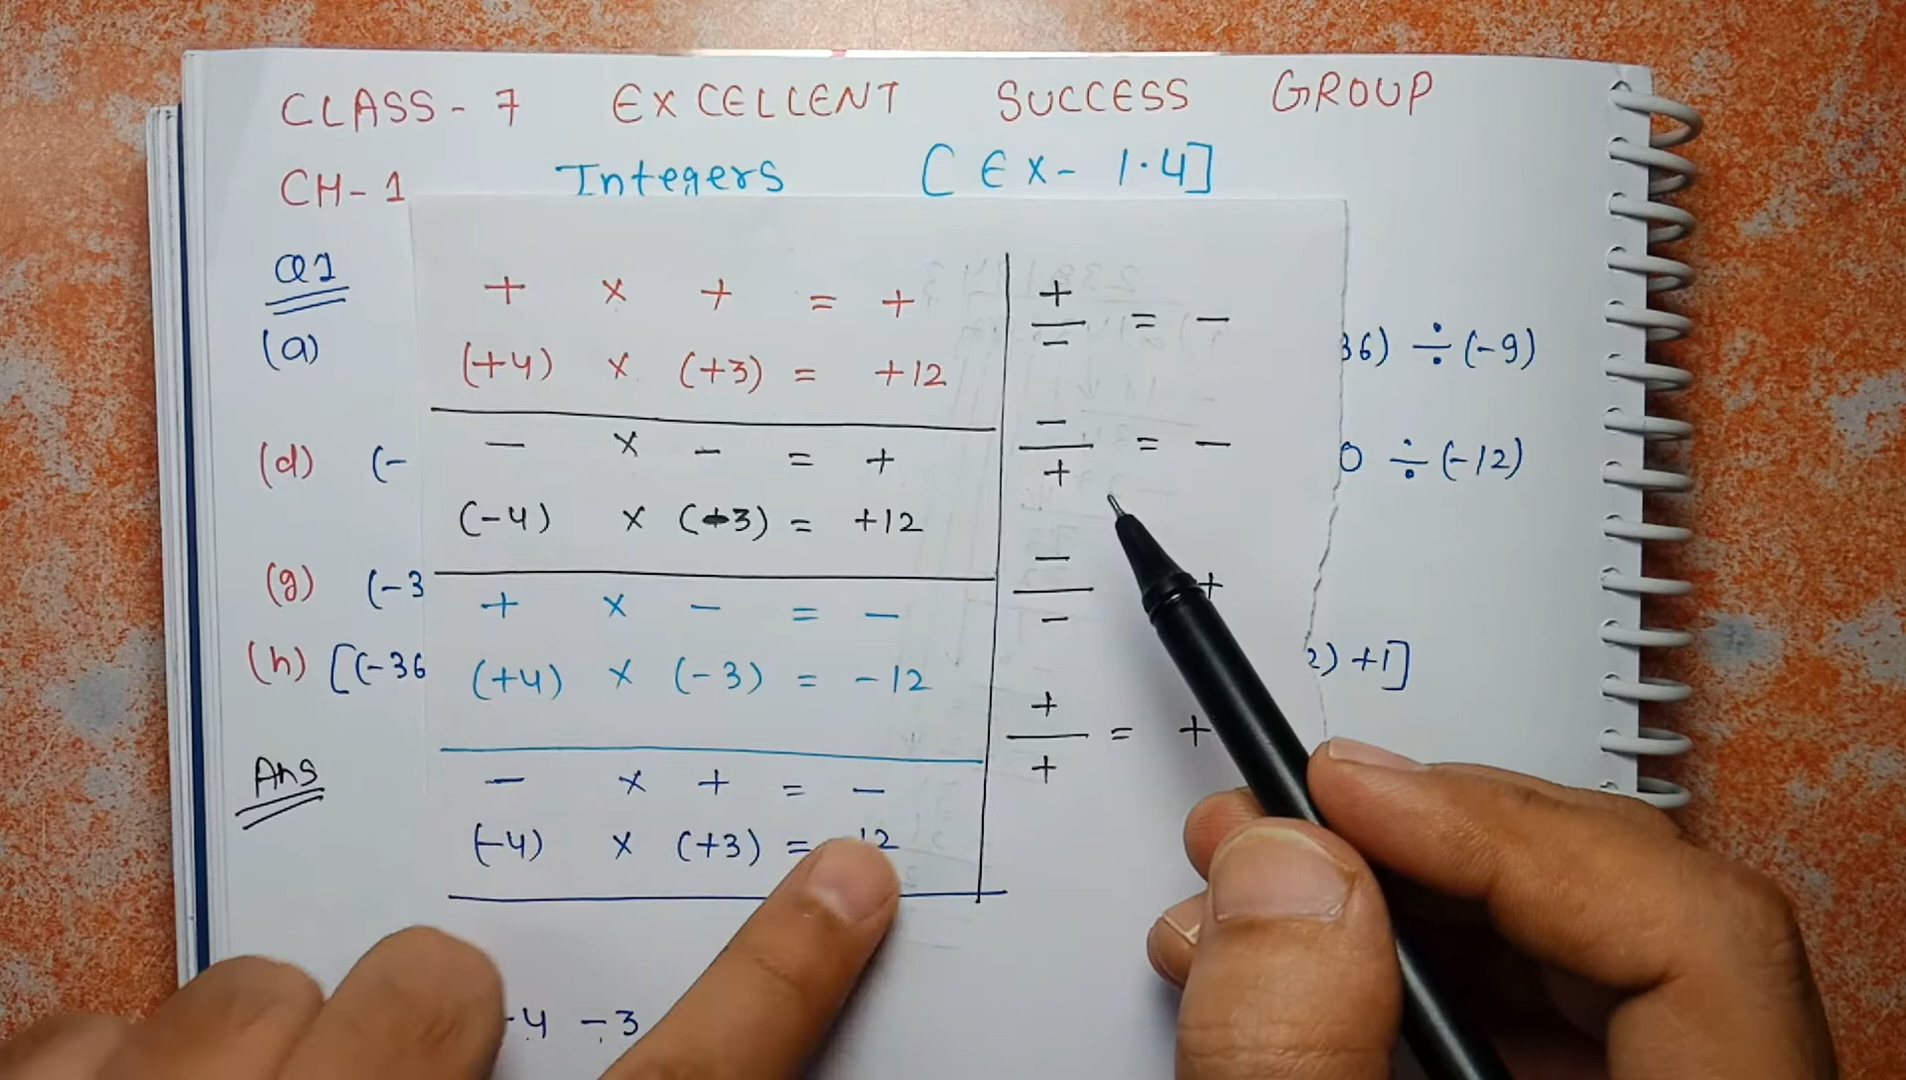 CLASS - 7 EXCELLENT SUCCESS GROUP
CH - 1 Integers [EX - 1.4]
Q1
(a)
36) ÷ (-9)
(d) (-
0 ÷ (-12)
(g) (-3
(h) [(-36
2) +1]
Ans
+ × + = +
(+4) × (+3) = +12
- × - = +
(-4) × (-3) = +12
+ × - = -
(+4) × (-3) = -12
- × + = -
(-4) × (+3) = 12
+/- = -
-/+ = -
-/- +
+/+ = +
-4 -3